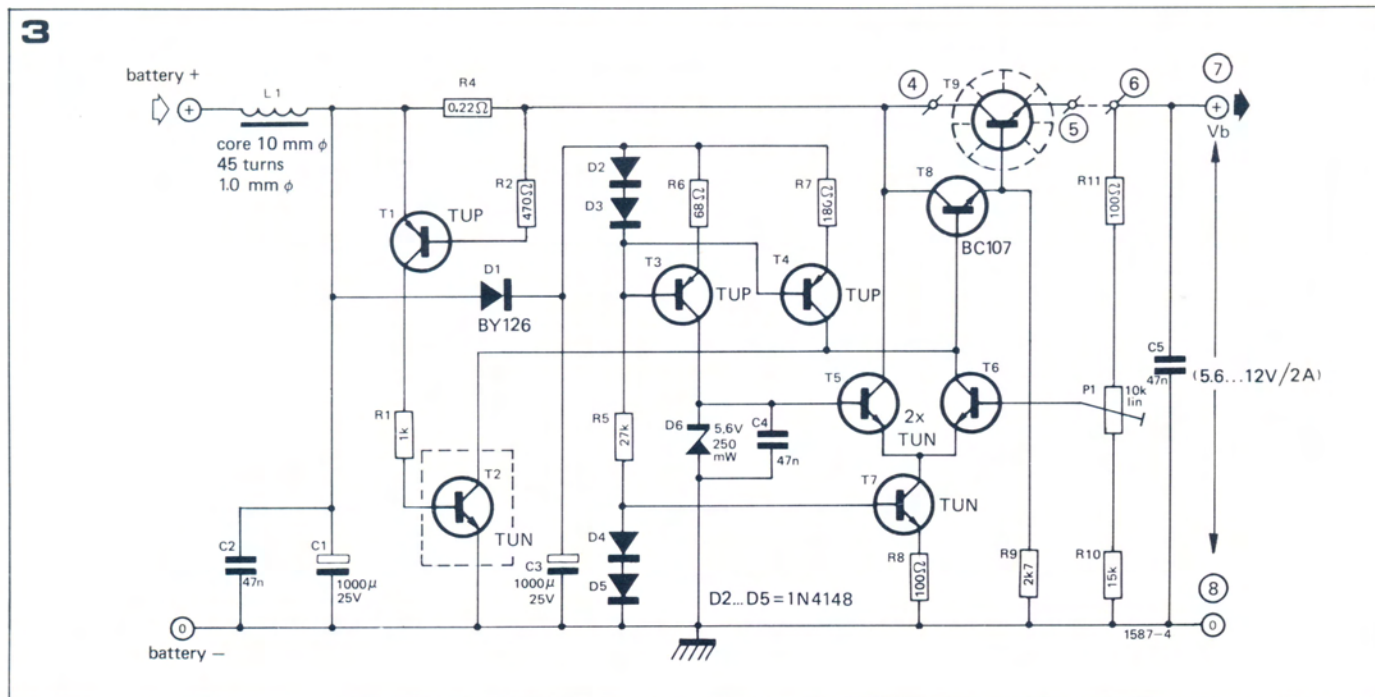 3
battery +
L 1
core 10 mm ϕ
45 turns
1.0 mm ϕ
R4
0.22Ω
R2
470Ω
T1
TUP
D1
BY126
R1
1k
T2
TUN
C2
47n
C1
1000μ
25V
C3
1000μ
25V
D2
D3
R6
68Ω
R7
180Ω
T3
TUP
T4
TUP
R5
27k
D6
5,6V
250
mW
C4
47n
D4
D5
T5
2x
TUN
T6
T7
TUN
R8
100Ω
R9
2k7
D2...D5=1N4148
4
T9
5
6
T8
BC107
R11
100Ω
P1
10k
lin
R10
15k
C5
47n
7
+
Vb
(5.6...12V/2A)
8
0
1587-4
+
0
battery −